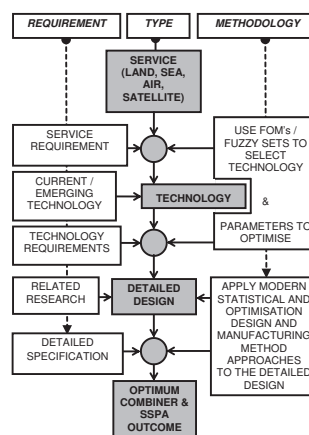 REQUIREMENT
TYPE
METHODOLOGY
SERVICE
(LAND, SEA,
AIR,
SATELLITE)
SERVICE
REQUIREMENT
USE FOM's /
FUZZY SETS TO
SELECT
TECHNOLOGY
CURRENT /
EMERGING
TECHNOLOGY
TECHNOLOGY
&
TECHNOLOGY
REQUIREMENTS
PARAMETERS TO
OPTIMISE
RELATED
RESEARCH
DETAILED
DESIGN
APPLY MODERN
STATISTICAL AND
OPTIMISATION
DESIGN AND
MANUFACTURING
METHOD
APPROACHES
TO THE DETAILED
DESIGN
DETAILED
SPECIFICATION
OPTIMUM
COMBINER &
SSPA
OUTCOME